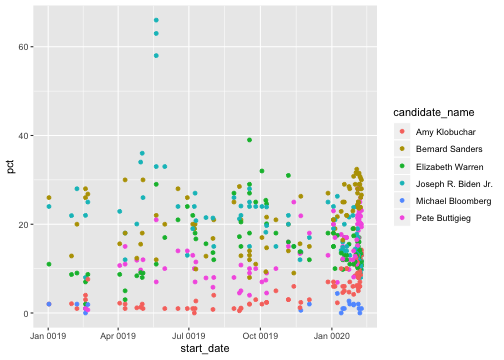 60
40
20
0
pct
Jan 0019
Apr 0019
Jul 0019
Oct 0019
Jan 0020
start_date
candidate_name
Amy Klobuchar
Bernard Sanders
Elizabeth Warren
Joseph R. Biden Jr.
Michael Bloomberg
Pete Buttigieg